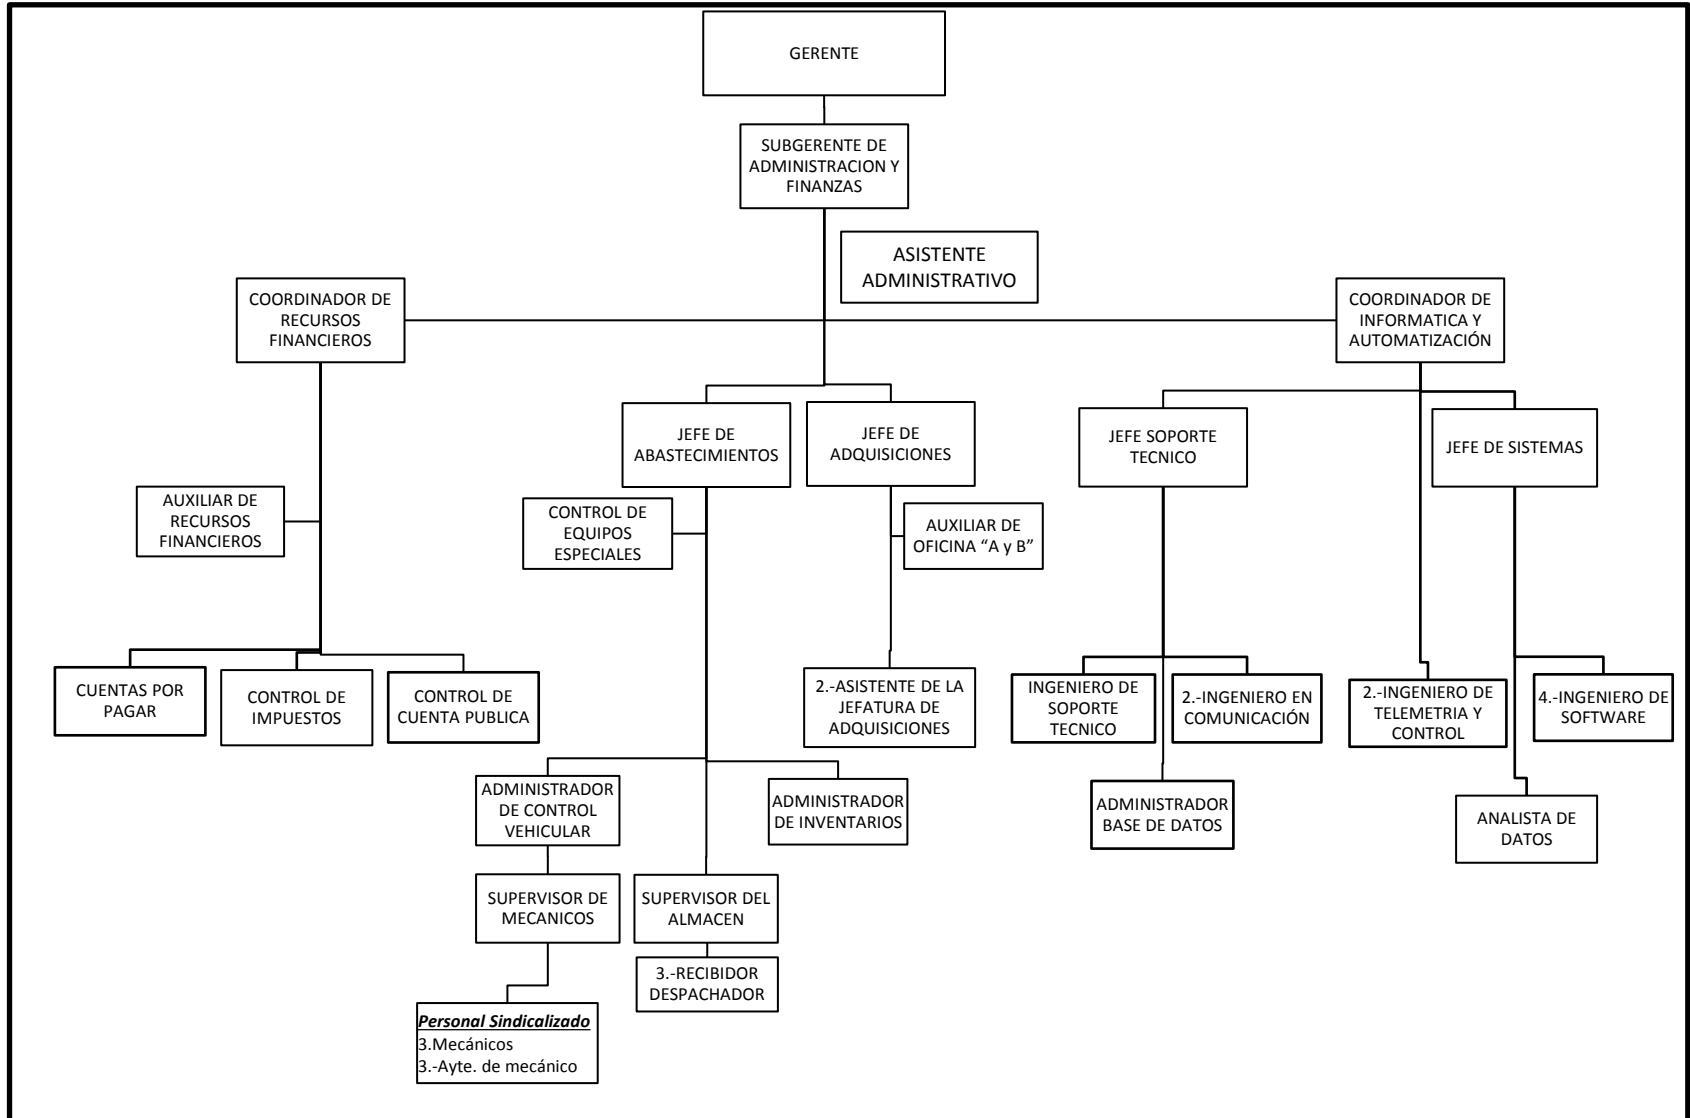 GERENTE
SUBGERENTE DE
ADMINISTRACION Y
FINANZAS
ASISTENTE
ADMINISTRATIVO
COORDINADOR DE
RECURSOS
FINANCIEROS
COORDINADOR DE
INFORMATICA Y
AUTOMATIZACIÓN
JEFE DE
ABASTECIMIENTOS
JEFE DE
ADQUISICIONES
JEFE SOPORTE
TECNICO
JEFE DE SISTEMAS
AUXILIAR DE
RECURSOS
FINANCIEROS
CONTROL DE
EQUIPOS
ESPECIALES
AUXILIAR DE
OFICINA “A y B”
CUENTAS POR
PAGAR
CONTROL DE
IMPUESTOS
CONTROL DE
CUENTA PUBLICA
2.-ASISTENTE DE LA
JEFATURA DE
ADQUISICIONES
INGENIERO DE
SOPORTE
TECNICO
2.-INGENIERO EN
COMUNICACIÓN
2.-INGENIERO DE
TELEMETRIA Y
CONTROL
4.-INGENIERO DE
SOFTWARE
ADMINISTRADOR
DE CONTROL
VEHICULAR
ADMINISTRADOR
DE INVENTARIOS
ADMINISTRADOR
BASE DE DATOS
ANALISTA DE
DATOS
SUPERVISOR DE
MECANICOS
SUPERVISOR DEL
ALMACEN
3.-RECIBIDOR
DESPACHADOR
Personal Sindicalizado
3.Mecánicos
3.-Ayte. de mecánico